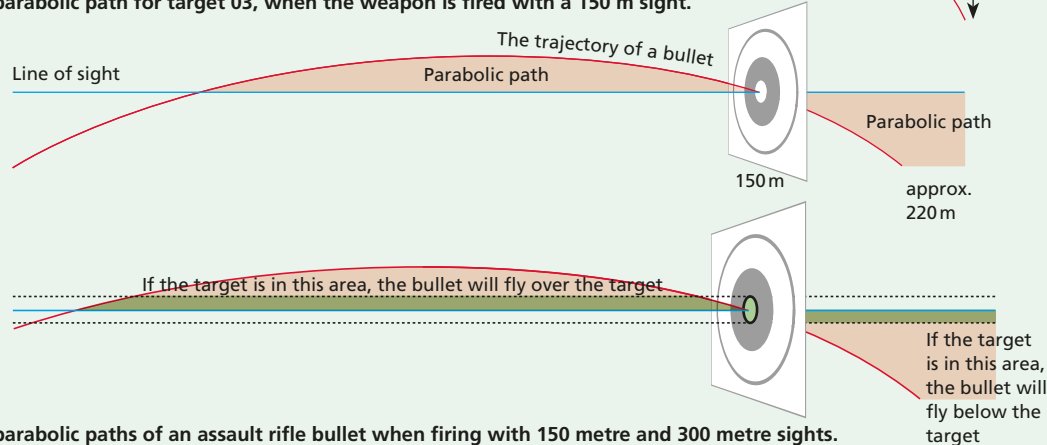 parabolic path for target 03, when the weapon is fired with a 150 m sight.
The trajectory of a bullet
Line of sight
Parabolic path
Parabolic path
150 m
approx.
220 m
If the target is in this area, the bullet will fly over the target
If the target
is in this area,
the bullet will
fly below the
target
parabolic paths of an assault rifle bullet when firing with 150 metre and 300 metre sights.